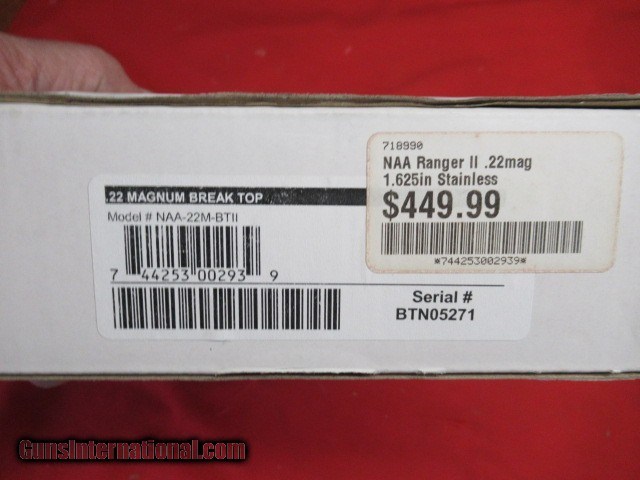 718990
NAA Ranger II .22mag
1.625in Stainless
$449.99
*744253002939*
.22 MAGNUM BREAK TOP
Model # NAA-22M-BTII
7 44253 00293 9
Serial #
BTN05271
GunsInternational.com